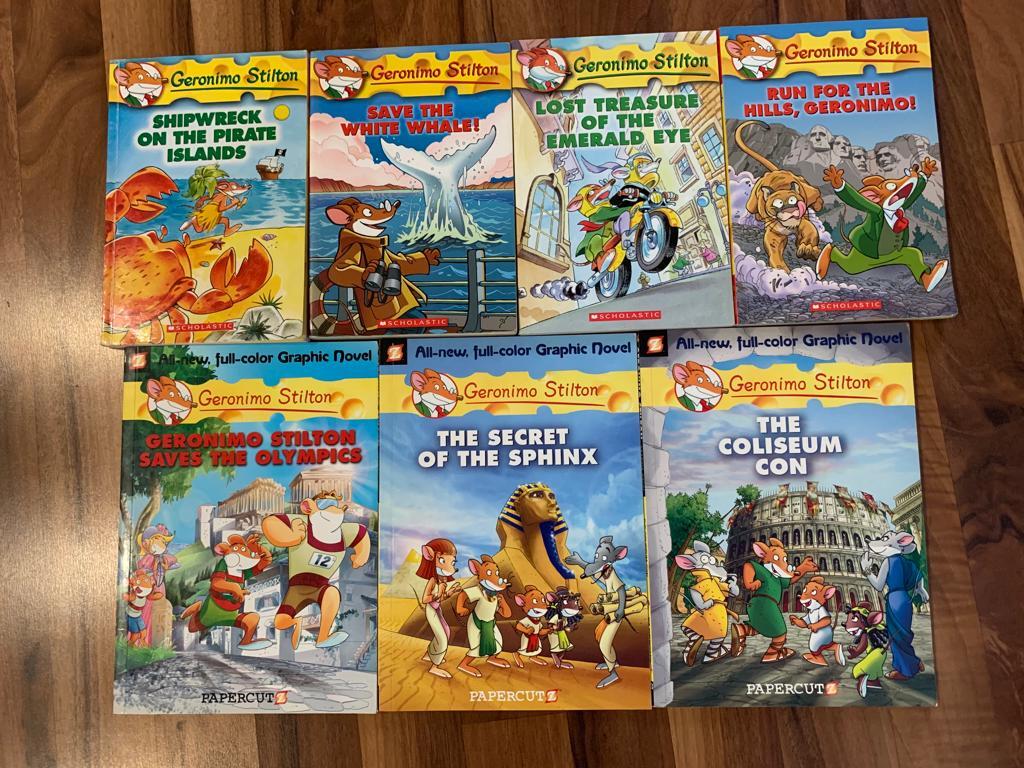 Geronimo Stilton
SHIPWRECK
ON THE PIRATE
ISLANDS
SCHOLASTIC
Geronimo Stilton
SAVE THE
WHITE WHALE!
SCHOLASTIC
Geronimo Stilton
LOST TREASURE
OF THE
EMERALD EYE
SCHOLASTIC
Geronimo Stilton
RUN FOR THE
HILLS, GERONIMO!
SCHOLASTIC
All-new, full-color Graphic Novel
Geronimo Stilton
GERONIMO STILTON
SAVES THE OLYMPICS
12
PAPERCUTZ
All-new, full-color Graphic Novel
Geronimo Stilton
THE SECRET
OF THE SPHINX
PAPERCUTZ
All-new, full-color Graphic Novel
Geronimo Stilton
THE
COLISEUM
CON
PAPERCUTZ